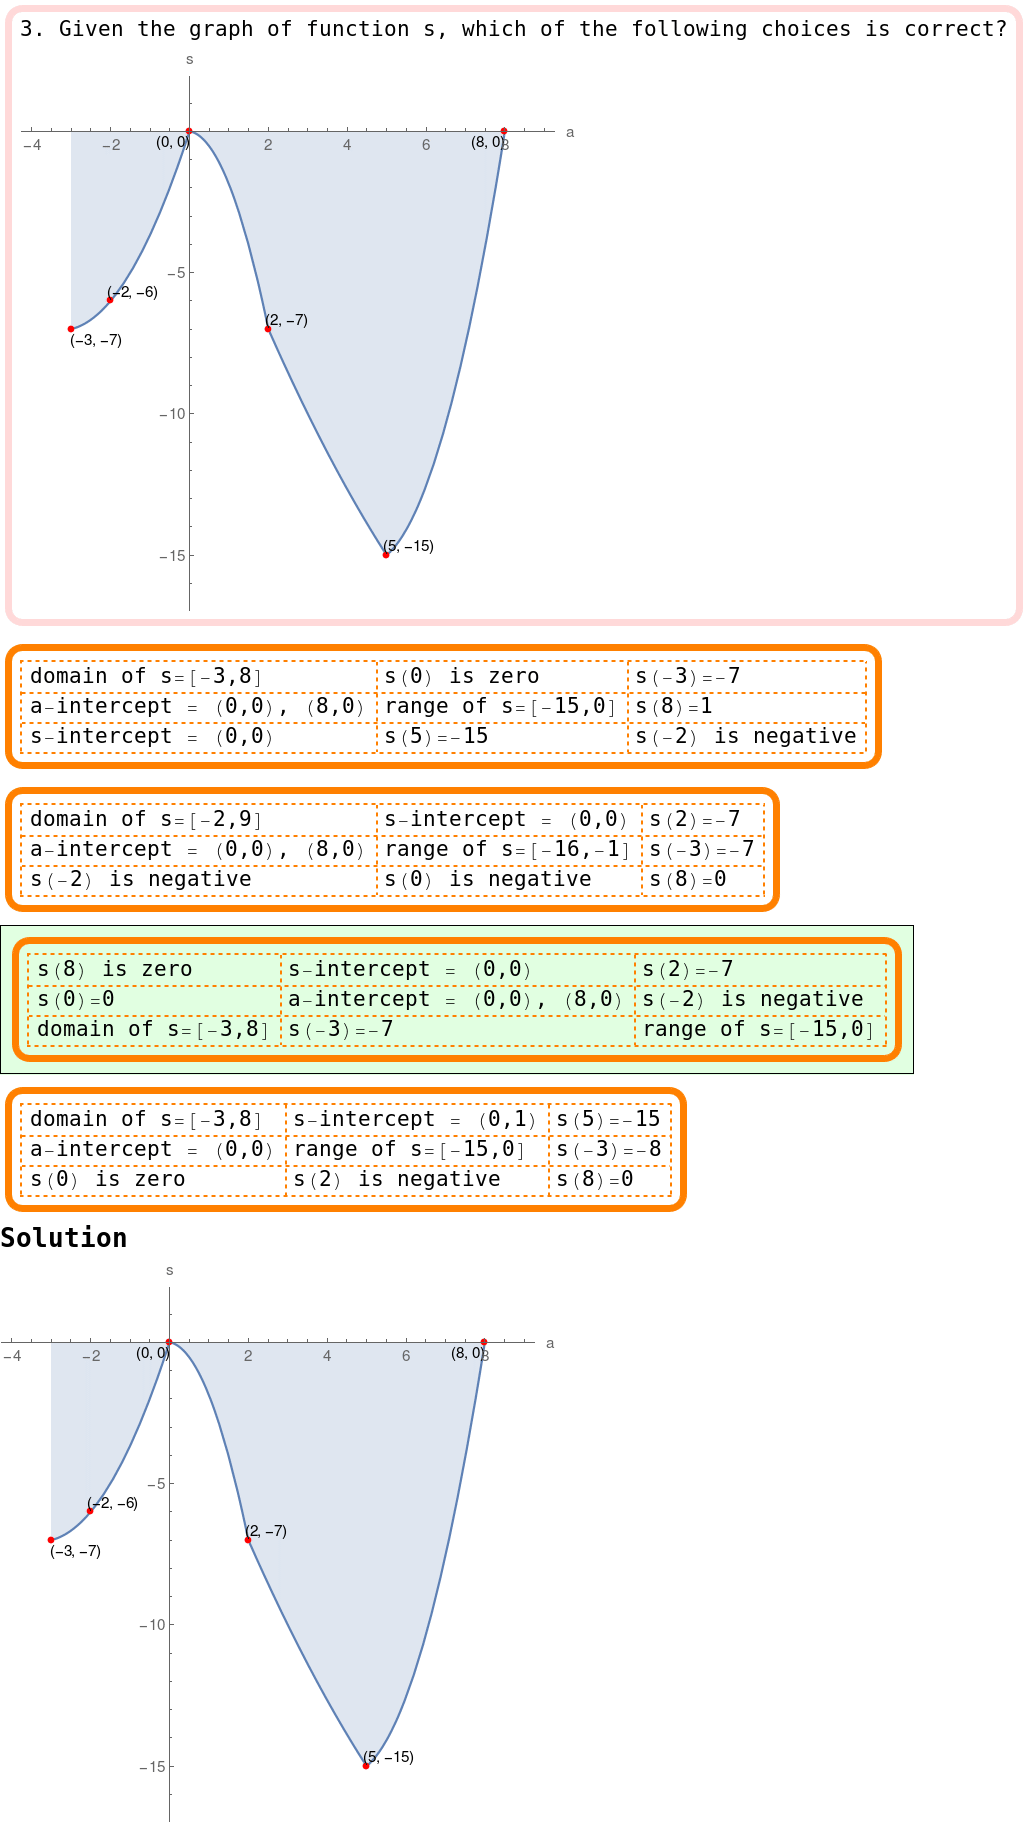 3. Given the graph of function s, which of the following choices is correct?
s
a
−4 −2 2 4 6 8
(0, 0) (8, 0)
−5
(−2, −6)
(2, −7)
(−3, −7)
−10
(5, −15)
−15
domain of s=[-3,8] s(0) is zero s(-3)=-7
a-intercept = (0,0), (8,0) range of s=[-15,0] s(8)=1
s-intercept = (0,0) s(5)=-15 s(-2) is negative
domain of s=[-2,9] s-intercept = (0,0) s(2)=-7
a-intercept = (0,0), (8,0) range of s=[-16,-1] s(-3)=-7
s(-2) is negative s(0) is negative s(8)=0
s(8) is zero s-intercept = (0,0) s(2)=-7
s(0)=0 a-intercept = (0,0), (8,0) s(-2) is negative
domain of s=[-3,8] s(-3)=-7 range of s=[-15,0]
domain of s=[-3,8] s-intercept = (0,1) s(5)=-15
a-intercept = (0,0) range of s=[-15,0] s(-3)=-8
s(0) is zero s(2) is negative s(8)=0
Solution
s
a
−4 −2 2 4 6 8
(0, 0) (8, 0)
−5
(−2, −6)
(2, −7)
(−3, −7)
−10
(5, −15)
−15